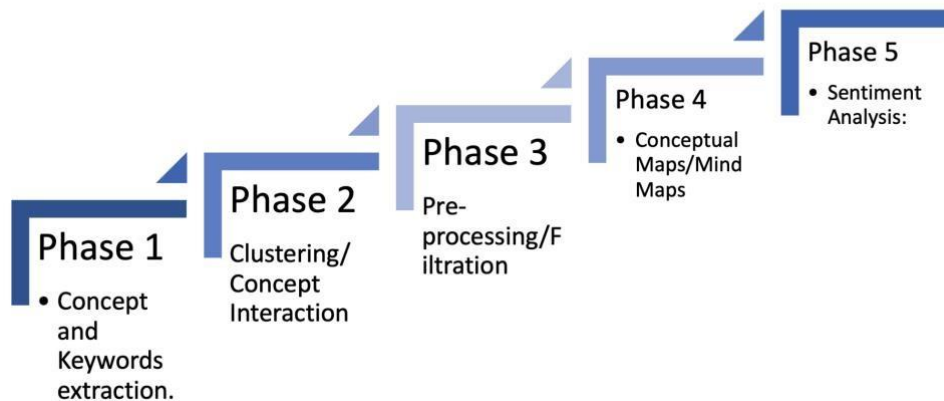 Phase 1
• Concept
and
Keywords
extraction.
Phase 2
Clustering/
Concept
Interaction
Phase 3
Pre-
processing/F
iltration
Phase 4
• Conceptual
Maps/Mind
Maps
Phase 5
• Sentiment
Analysis: